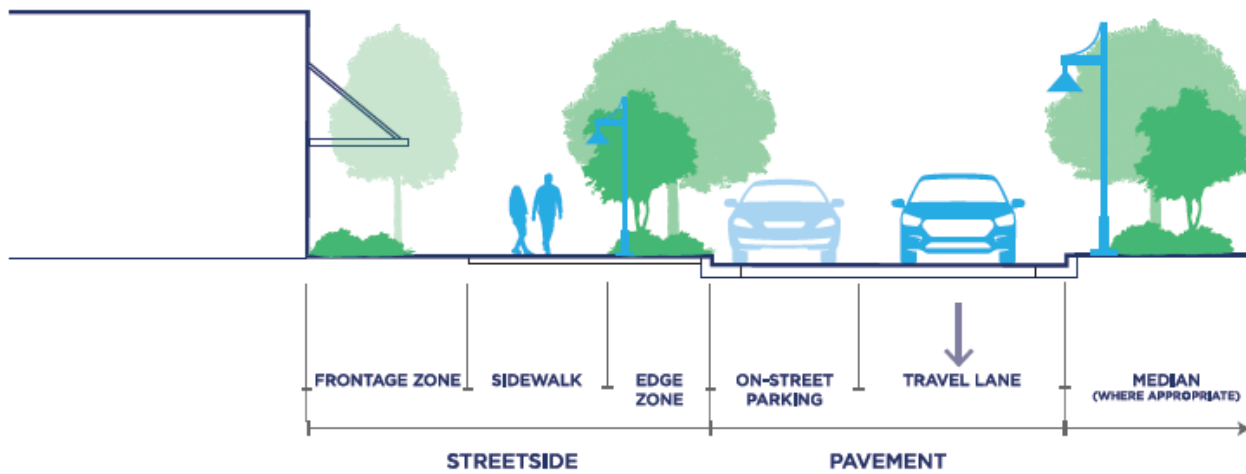 FRONTAGE ZONE
SIDEWALK
EDGE
ZONE
ON-STREET
PARKING
TRAVEL LANE
MEDIAN
(WHERE APPROPRIATE)
STREETSIDE
PAVEMENT